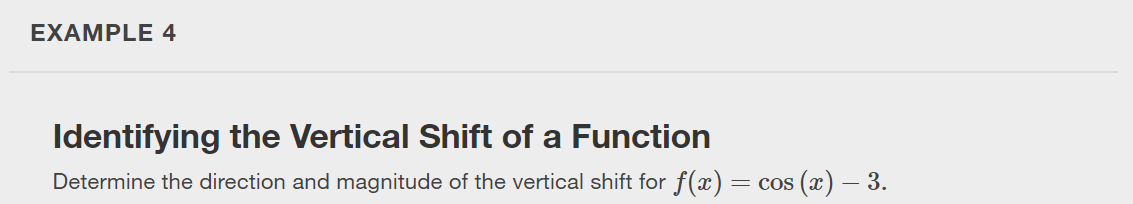 EXAMPLE 4
Identifying the Vertical Shift of a Function
Determine the direction and magnitude of the vertical shift for f(x) = cos (x) − 3.